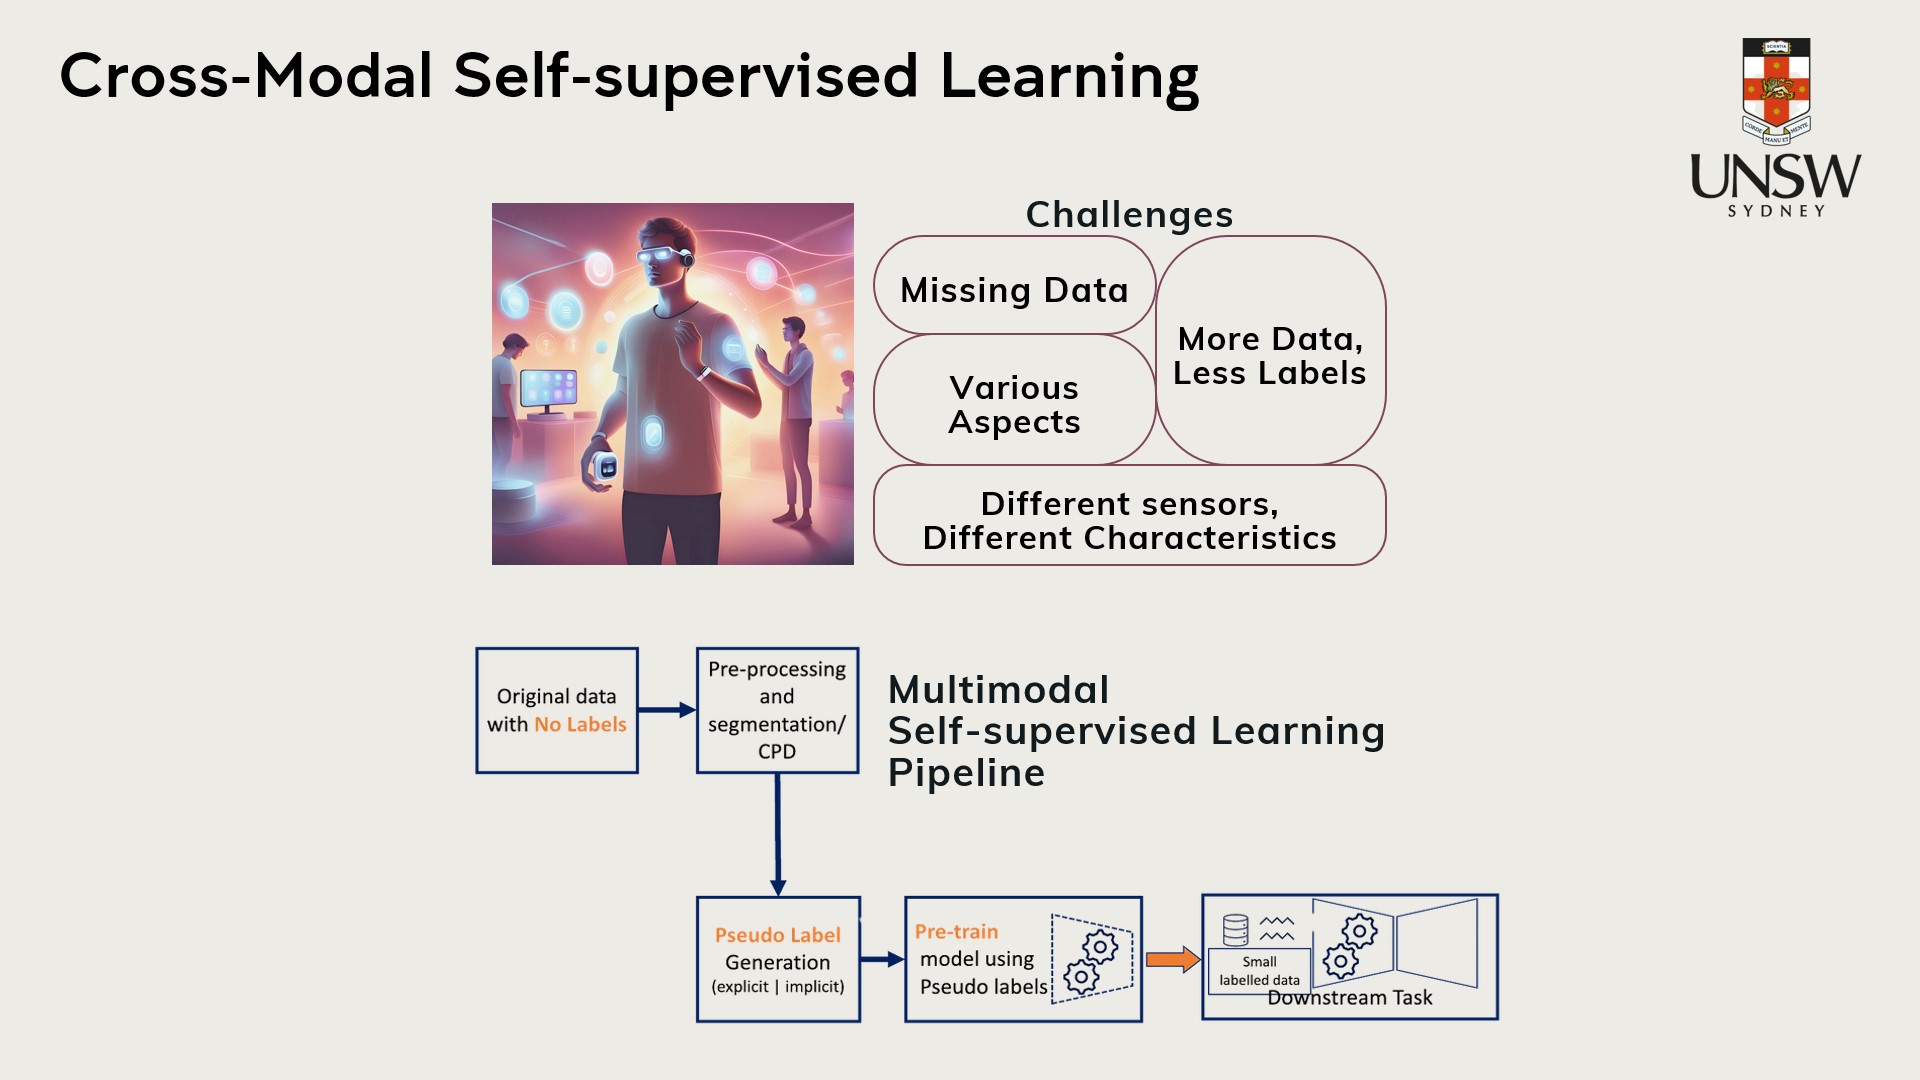 Cross-Modal Self-supervised Learning
SCIENTIA
CORDE
MANU ET
MENTE
UNSW
SYDNEY
Challenges
Missing Data
More Data,
Less Labels
Various
Aspects
Different sensors,
Different Characteristics
Original data
with No Labels
Pre-processing
and
segmentation/
CPD
Multimodal
Self-supervised Learning
Pipeline
Pseudo Label
Generation
(explicit | implicit)
Pre-train
model using
Pseudo labels
Small
labelled data
Downstream Task